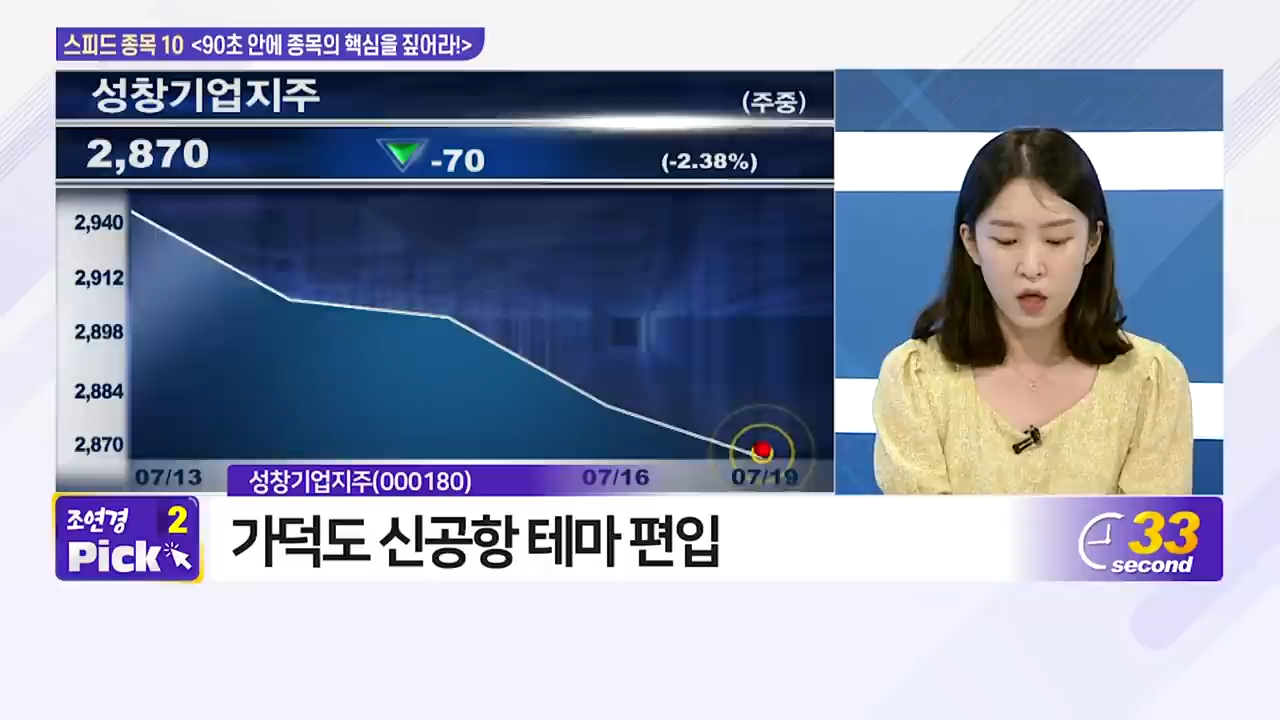 스피드 종목 10 <90초 안에 종목의 핵심을 짚어라!>
성창기업지주
(주중)
2,870
-70
(-2.38%)
2,940
2,912
2,898
2,884
2,870
07/13
07/16
07/19
성창기업지주(000180)
조연경 2
Pick
가덕도 신공항 테마 편입
33
second